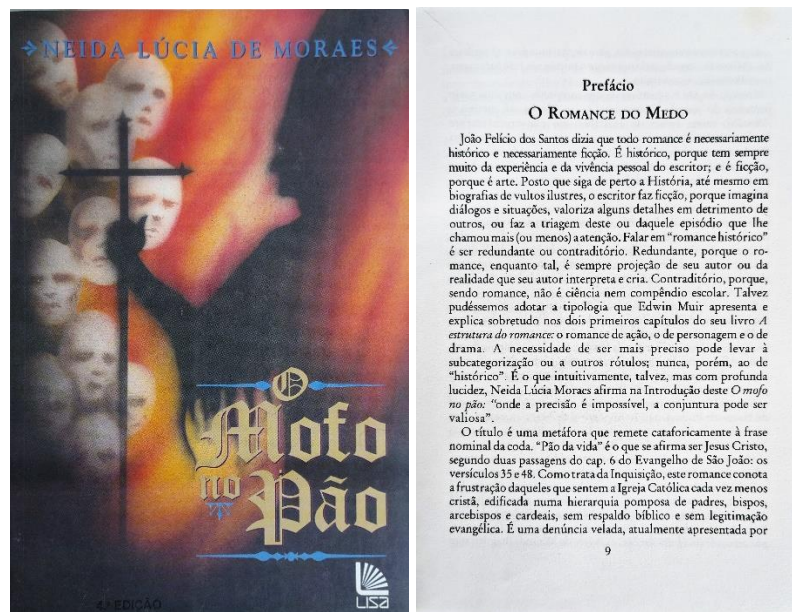 NEIDA LÚCIA DE MORAES
O
Mofo
no
Pão
4ª EDIÇÃO
LISA
Prefácio
O ROMANCE DO MEDO
João Felício dos Santos dizia que todo romance é necessariamente
histórico e necessariamente ficção. É histórico, porque tem sempre
muito da experiência e da vivência pessoal do escritor; e é ficção,
porque é arte. Posto que siga de perto a História, até mesmo em
biografias de vultos ilustres, o escritor faz ficção, porque imagina
diálogos e situações, valoriza alguns detalhes em detrimento de
outros, ou faz a triagem deste ou daquele episódio que lhe
chamou mais (ou menos) a atenção. Falar em "romance histórico"
é ser redundante ou contraditório. Redundante, porque o ro-
mance, enquanto tal, é sempre projeção de seu autor ou da
realidade que seu autor interpreta e cria. Contraditório, porque,
sendo romance, não é ciência nem compêndio escolar. Talvez
pudéssemos adotar a tipologia que Edwin Muir apresenta e
explica sobretudo nos dois primeiros capítulos do seu livro A
estrutura do romance: o romance de ação, o de personagem e o de
drama. A necessidade de ser mais preciso pode levar à
subcategorização ou a outros rótulos; nunca, porém, ao de
"histórico". É o que intuitivamente, talvez, mas com profunda
lucidez, Neida Lúcia Moraes afirma na Introdução deste O mofo
no pão: "onde a precisão é impossível, a conjuntura pode ser
valiosa".
O título é uma metáfora que remete cataforicamente à frase
nominal da coda. "Pão da vida" é o que se afirma ser Jesus Cristo,
segundo duas passagens do cap. 6 do Evangelho de São João: os
versículos 35 e 48. Como trata da Inquisição, este romance conota
a frustração daqueles que sentem a Igreja Católica cada vez menos
cristã, edificada numa hierarquia pomposa de padres, bispos,
arcebispos e cardeais, sem respaldo bíblico e sem legitimação
evangélica. É uma denúncia velada, atualmente apresentada por
9